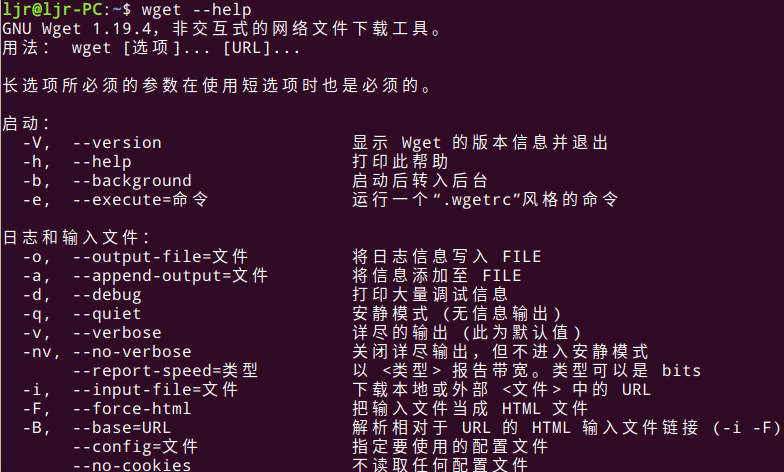 ljr@ljr-PC:~$ wget --help
GNU Wget 1.19.4，非交互式的网络文件下载工具。
用法： wget [选项]... [URL]...
长选项所必须的参数在使用短选项时也是必须的。
启动：
-V, --version 显示 Wget 的版本信息并退出
-h, --help 打印此帮助
-b, --background 启动后转入后台
-e, --execute=命令 运行一个“.wgetrc”风格的命令
日志和输入文件：
-o, --output-file=文件 将日志信息写入 FILE
-a, --append-output=文件 将信息添加至 FILE
-d, --debug 打印大量调试信息
-q, --quiet 安静模式 (无信息输出)
-v, --verbose 详尽的输出 (此为默认值)
-nv, --no-verbose 关闭详尽输出，但不进入安静模式
--report-speed=类型 以 <类型> 报告带宽。类型可以是 bits
-i, --input-file=文件 下载本地或外部 <文件> 中的 URL
-F, --force-html 把输入文件当成 HTML 文件
-B, --base=URL 解析相对于 URL 的 HTML 输入文件链接 (-i -F)
--config=文件 指定要使用的配置文件
--no-cookies 不读取任何配置文件